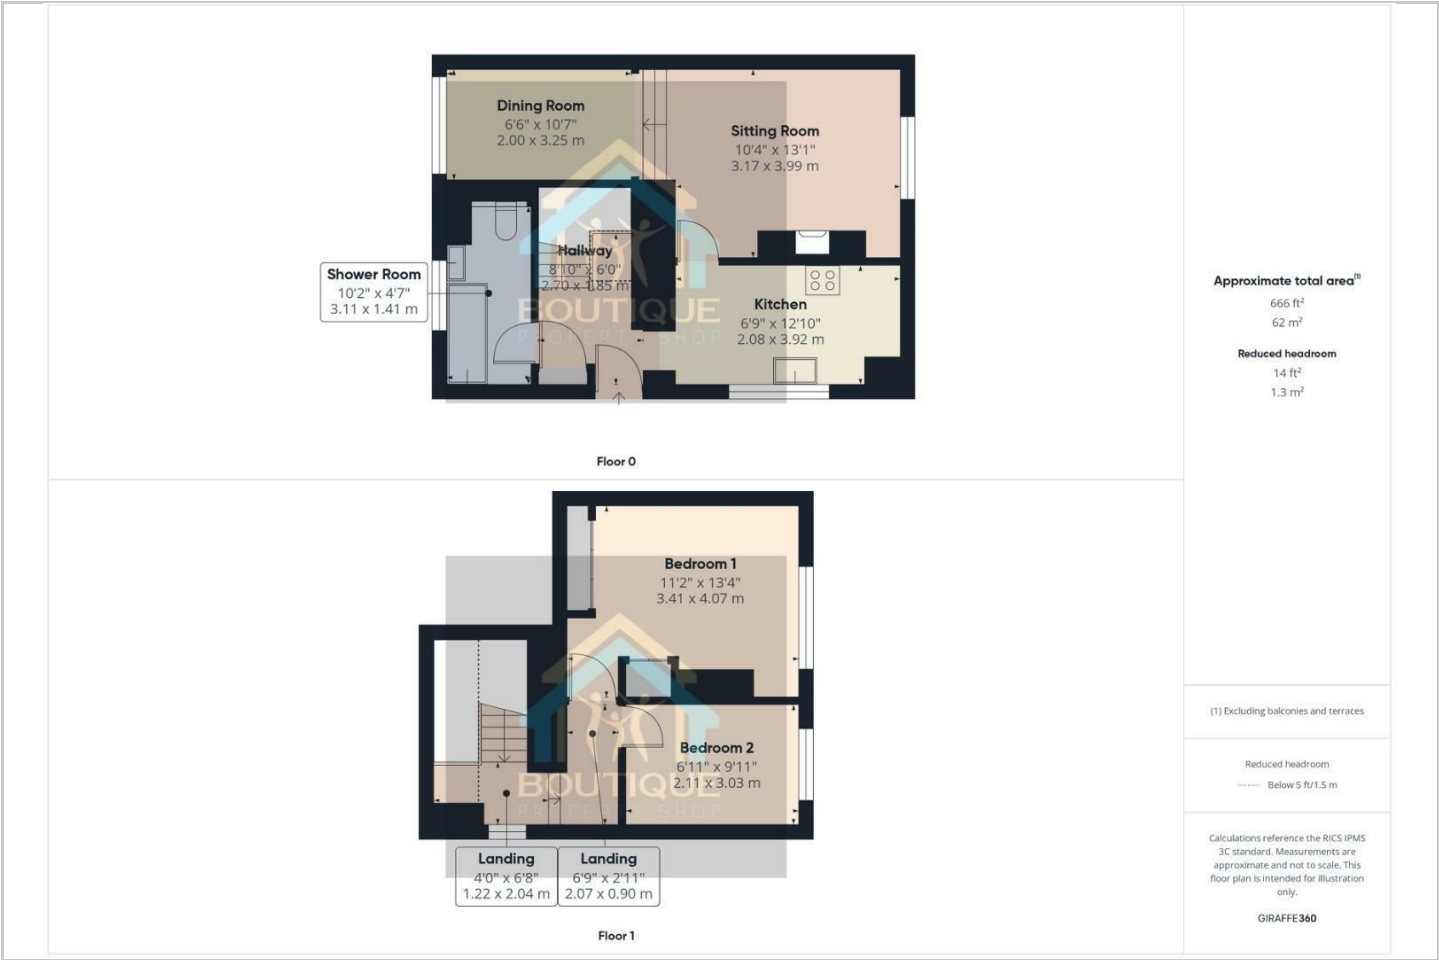 Dining Room
6'6" x 10'7"
2.00 x 3.25 m
Sitting Room
10'4" x 13'1"
3.17 x 3.99 m
Hallway
8'10" x 6'0"
2.70 x 1.85 m
Shower Room
10'2" x 4'7"
3.11 x 1.41 m
Kitchen
6'9" x 12'10"
2.08 x 3.92 m
BOUTIQUE
PROPERTY SHOP
Floor 0
Bedroom 1
11'2" x 13'4"
3.41 x 4.07 m
Bedroom 2
6'11" x 9'11"
2.11 x 3.03 m
BOUTIQUE
PROPERTY SHOP
Landing
4'0" x 6'8"
1.22 x 2.04 m
Landing
6'9" x 2'11"
2.07 x 0.90 m
Floor 1
Approximate total area(1)
666 ft²
62 m²
Reduced headroom
14 ft²
1.3 m²
(1) Excluding balconies and terraces
Reduced headroom
Below 5 ft/1.5 m
Calculations reference the RICS IPMS
3C standard. Measurements are
approximate and not to scale. This
floor plan is intended for illustration
only.
GIRAFFE360